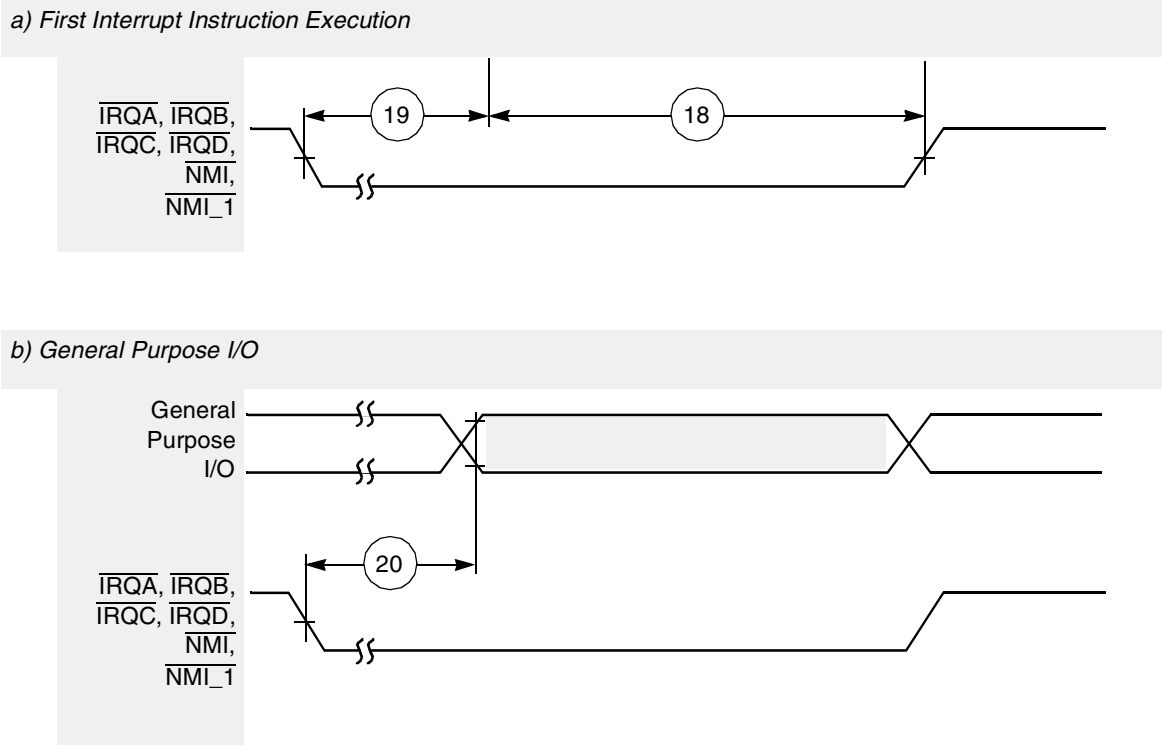 a) First Interrupt Instruction Execution
19
18
IRQA, IRQB,
IRQC, IRQD,
NMI,
NMI_1
b) General Purpose I/O
General
Purpose
I/O
20
IRQA, IRQB,
IRQC, IRQD,
NMI,
NMI_1